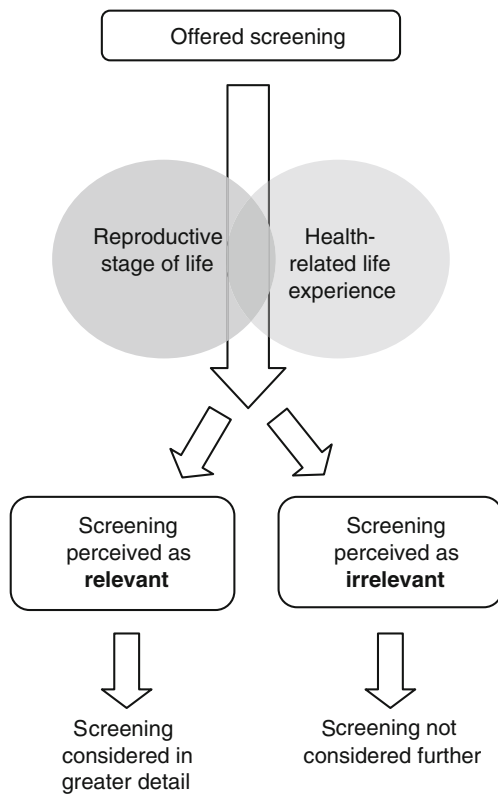 Offered screening
Reproductive
stage of life
Health-
related life
experience
Screening
perceived as
relevant
Screening
perceived as
irrelevant
Screening
considered in
greater detail
Screening not
considered further